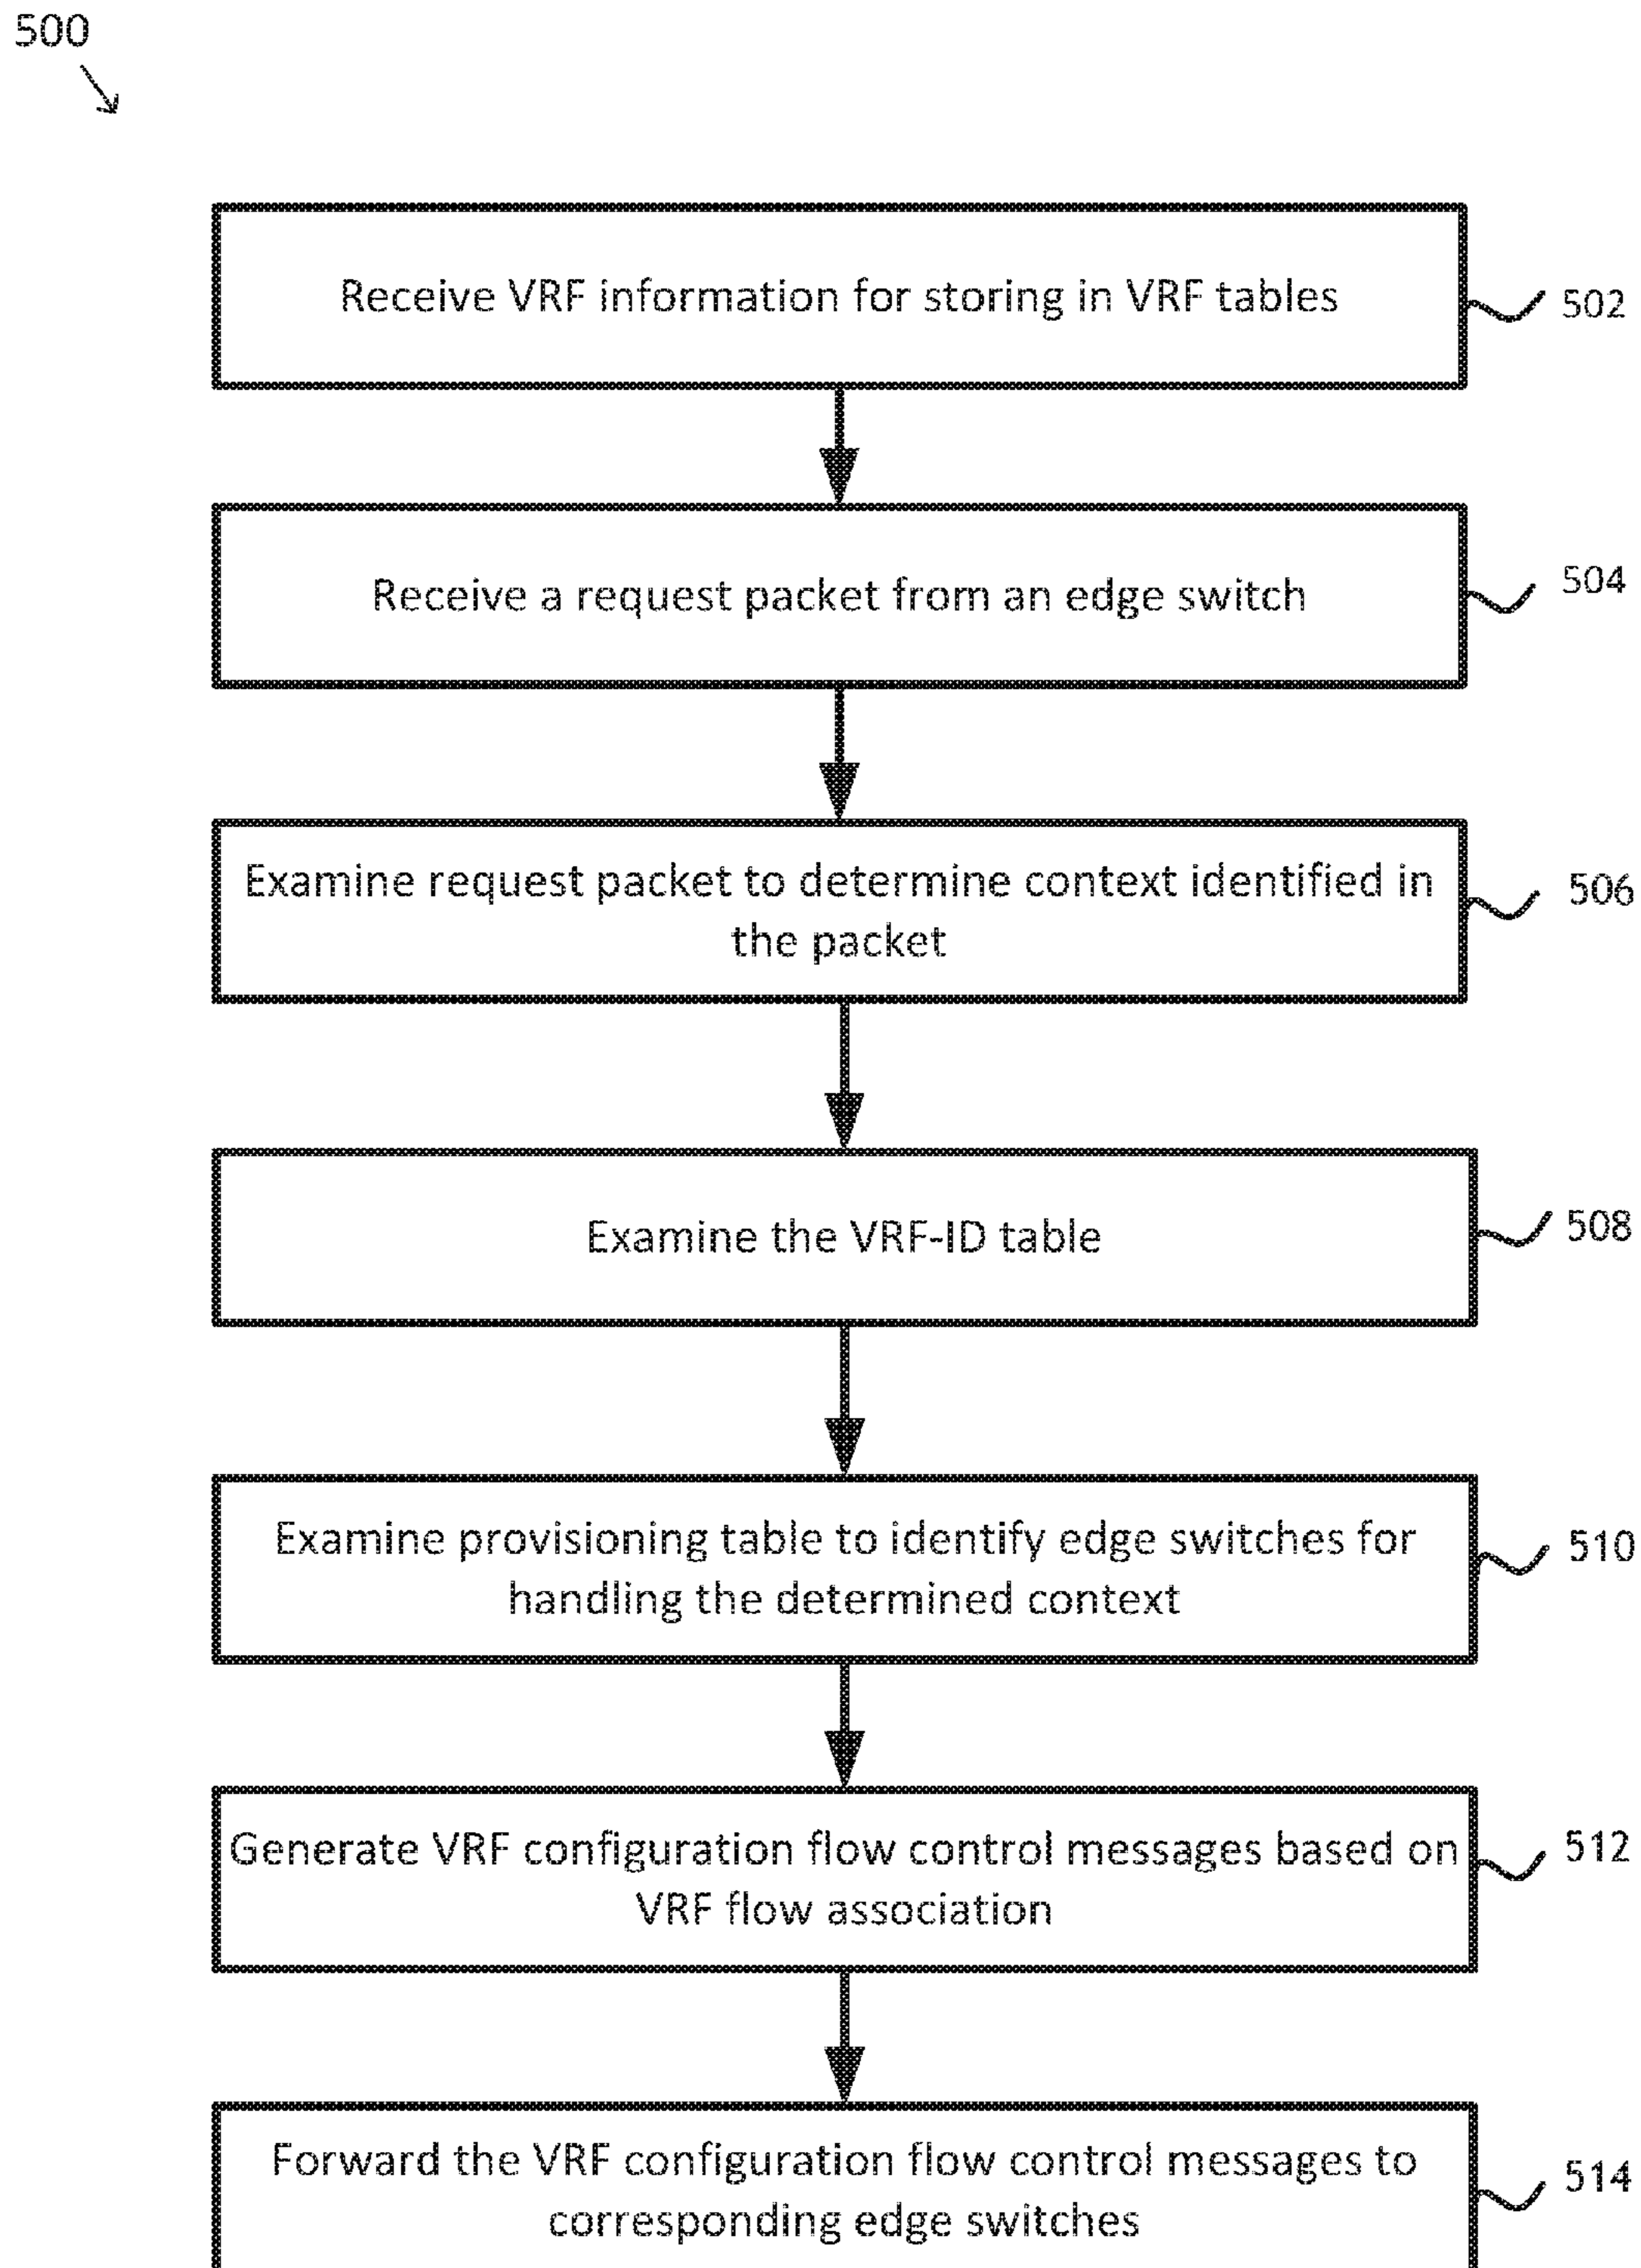 500
Receive VRF information for storing in VRF tables
502
Receive a request packet from an edge switch
504
Examine request packet to determine context identified in
the packet
506
Examine the VRF-ID table
508
Examine provisioning table to identify edge switches for
handling the determined context
510
Generate VRF configuration flow control messages based on
VRF flow association
512
Forward the VRF configuration flow control messages to
corresponding edge switches
514